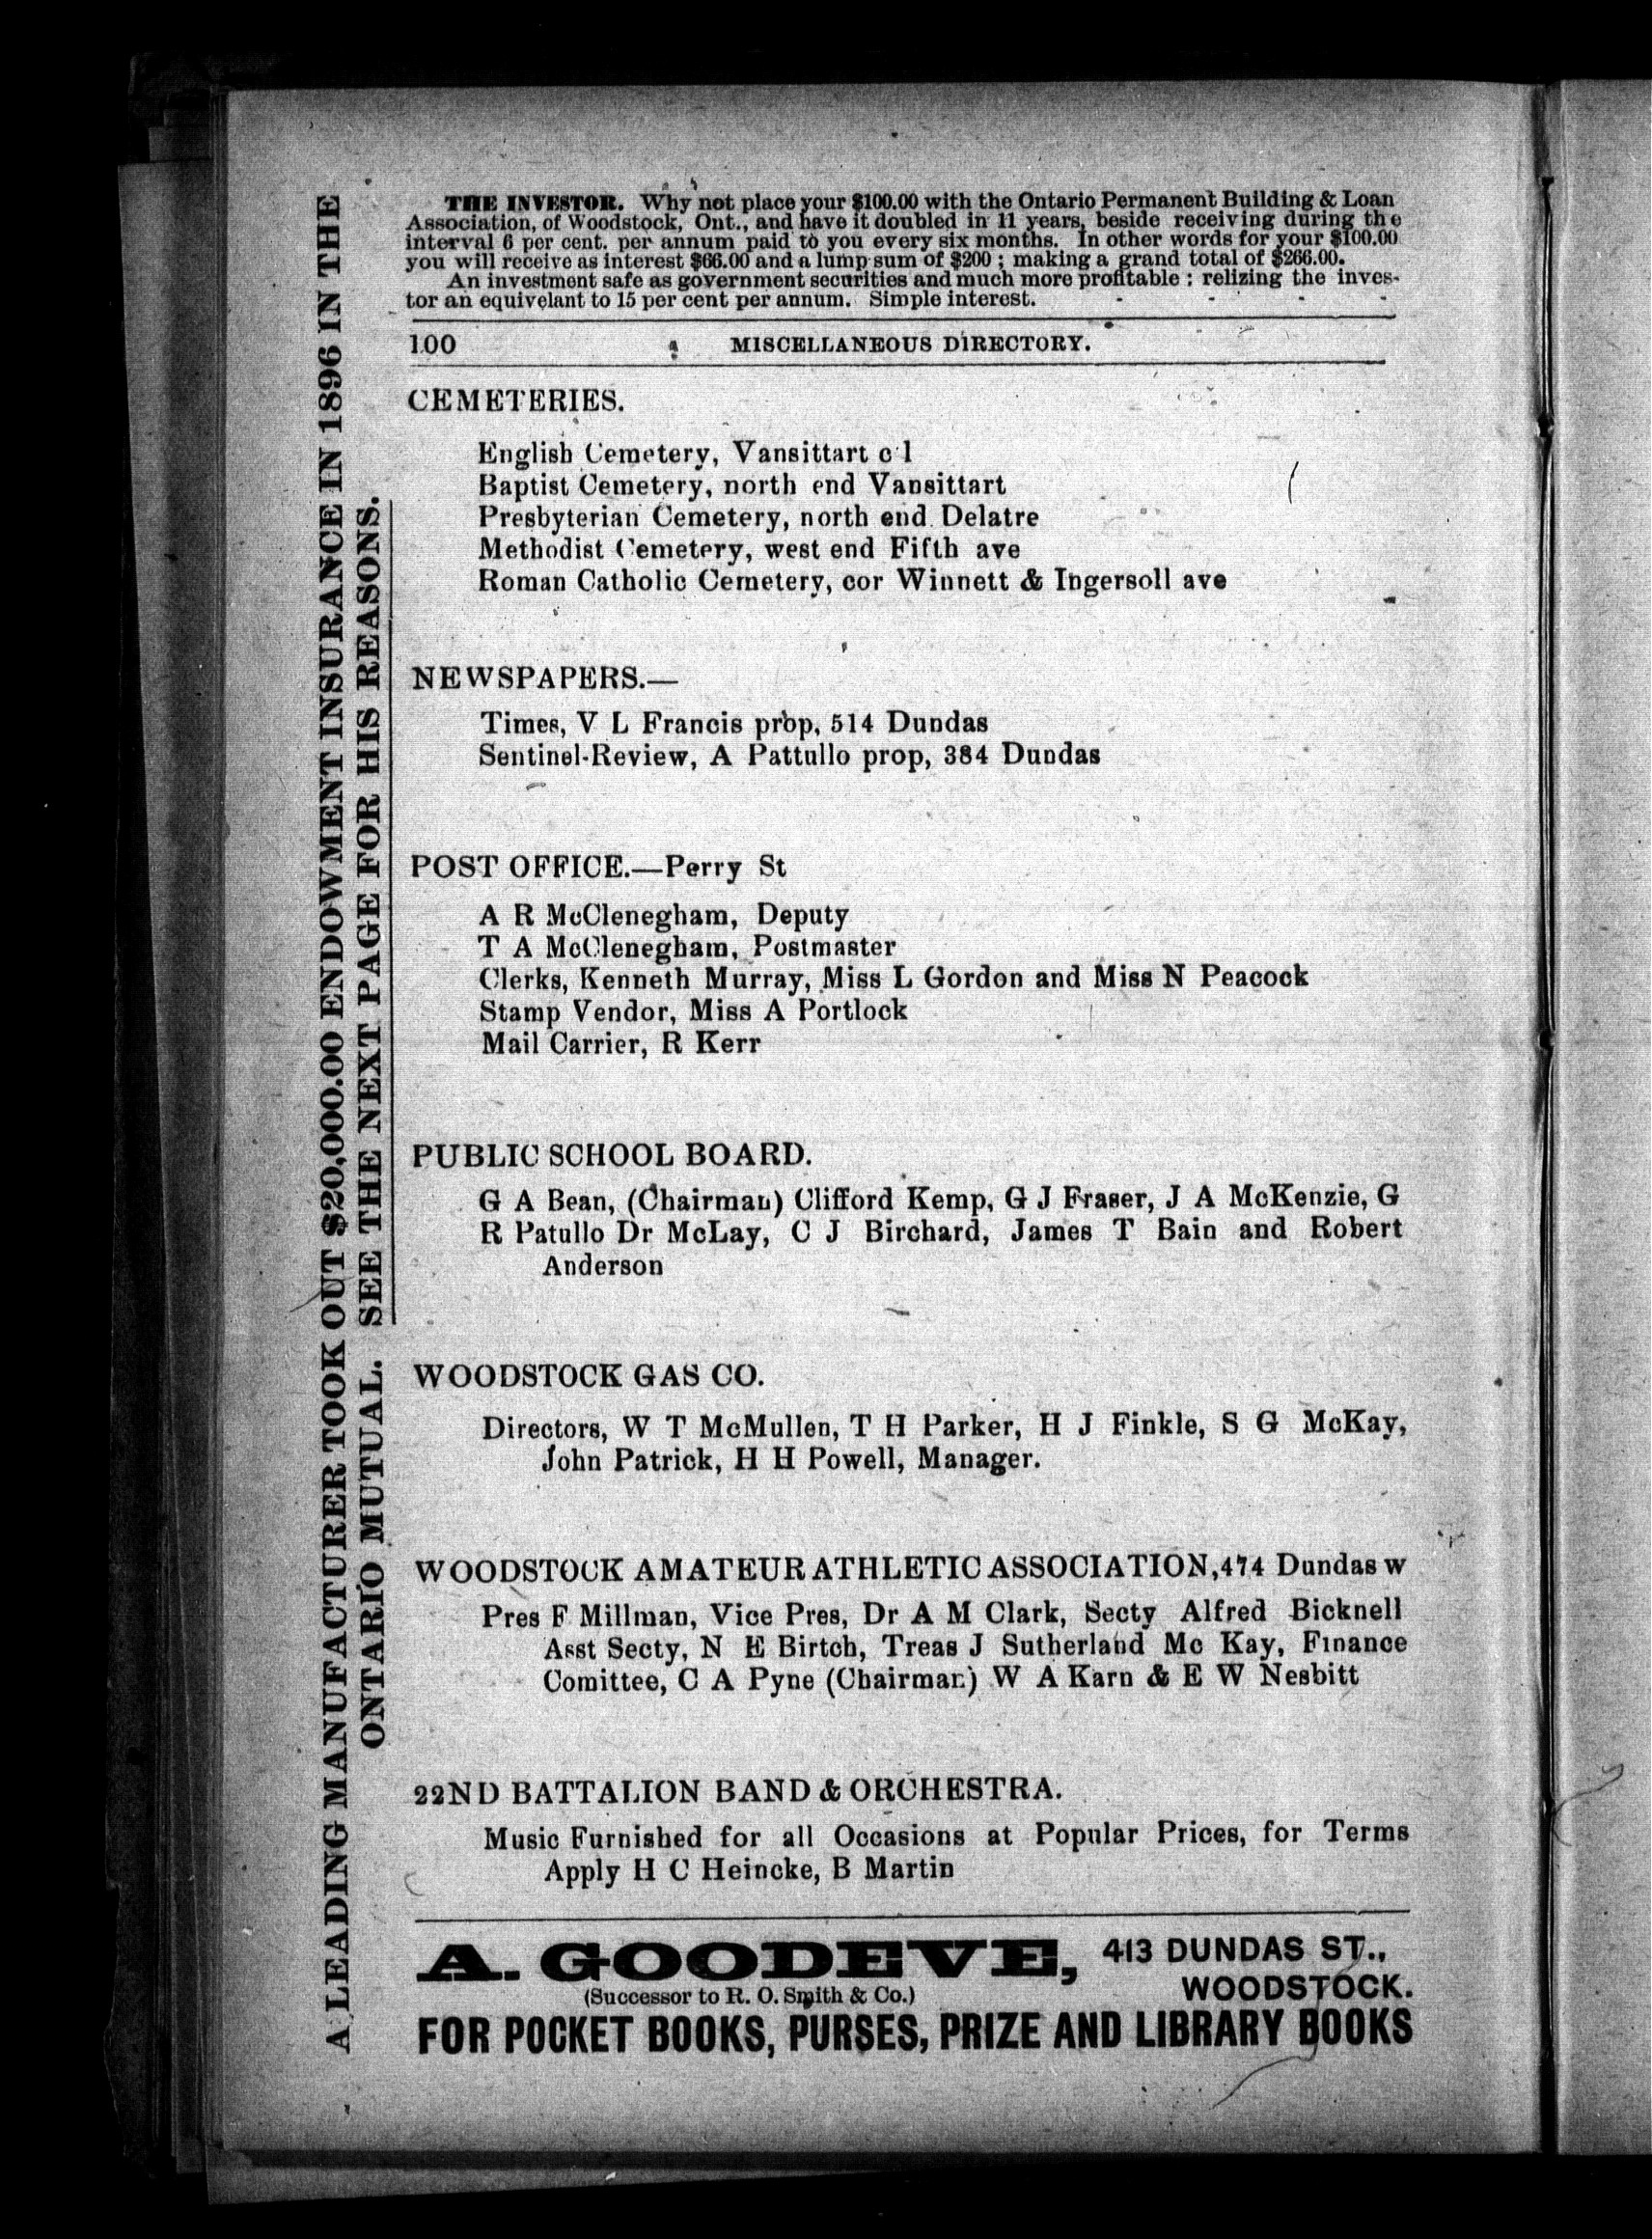 THE INVESTOR. Why not place your $100.00 with the Ontario Permanent Building & Loan
Association, of Woodstock, Ont., and have it doubled in 11 years, beside receiving during the
interval 6 per cent. per annum paid to you every six months. In other words for your $100.00
you will receive as interest $66.00 and a lump sum of $200 ; making a grand total of $266.00.
An investment safe as government securities and much more profitable : relizing the inves-
tor an equivelant to 15 per cent per annum. Simple interest.
100 MISCELLANEOUS DIRECTORY.
CEMETERIES.
English Cemetery, Vansittart
Baptist Cemetery, north end Vansittart
Presbyterian Cemetery, north end Delatre
Methodist Cemetery, west end Fifth ave
Roman Catholic Cemetery, cor Winnett & Ingersoll ave
NEWSPAPERS.—
Times, V L Francis prop, 514 Dundas
Sentinel-Review, A Pattullo prop, 384 Dundas
POST OFFICE.—Perry St
A R McClenegham, Deputy
T A McClenegham, Postmaster
Clerks, Kenneth Murray, Miss L Gordon and Miss N Peacock
Stamp Vendor, Miss A Portlock
Mail Carrier, R Kerr
PUBLIC SCHOOL BOARD.
G A Bean, (Chairman) Clifford Kemp, G J Fraser, J A McKenzie, G
R Patullo Dr McLay, C J Birchard, James T Bain and Robert
Anderson
WOODSTOCK GAS CO.
Directors, W T McMullen, T H Parker, H J Finkle, S G McKay,
John Patrick, H H Powell, Manager.
WOODSTOCK AMATEUR ATHLETIC ASSOCIATION, 474 Dundas w
Pres F Millman, Vice Pres, Dr A M Clark, Secty Alfred Bicknell
Asst Secty, N E Birtch, Treas J Sutherland Mc Kay, Finance
Comittee, C A Pyne (Chairman) W A Karn & E W Nesbitt
22ND BATTALION BAND & ORCHESTRA.
Music Furnished for all Occasions at Popular Prices, for Terms
Apply H C Heincke, B Martin
A. GOODEVE, 413 DUNDAS ST.,
(Successor to R. O. Smith & Co.) WOODSTOCK.
FOR POCKET BOOKS, PURSES, PRIZE AND LIBRARY BOOKS
A LEADING MANUFACTURER TOOK OUT $20,000.00 ENDOWMENT INSURANCE IN 1896 IN THE
ONTARIO MUTUAL. SEE THE NEXT PAGE FOR HIS REASONS.